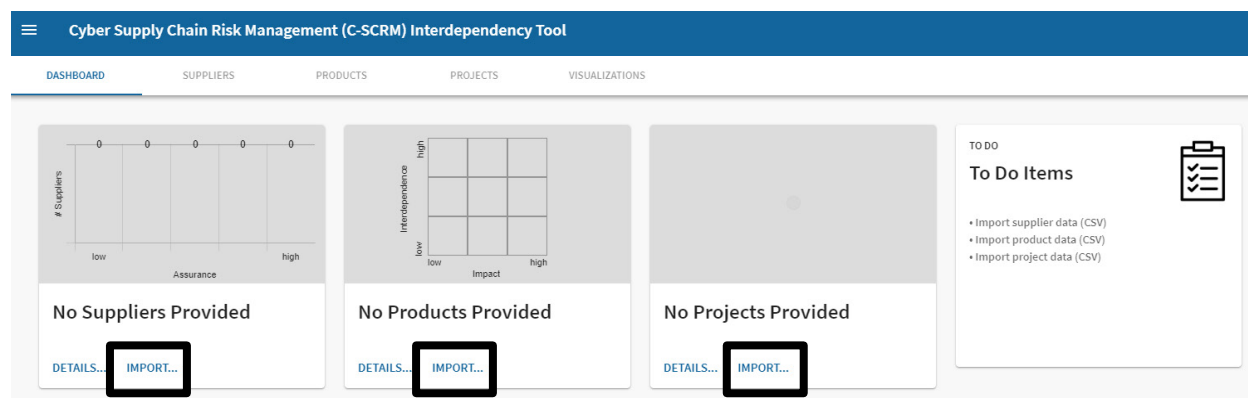 Cyber Supply Chain Risk Management (C-SCRM) Interdependency Tool
DASHBOARD SUPPLIERS PRODUCTS PROJECTS VISUALIZATIONS
0 0 0 0 0
# Suppliers
low high
Assurance
No Suppliers Provided
DETAILS... IMPORT...
high
Interdependence
low
low high
Impact
No Products Provided
DETAILS... IMPORT...
No Projects Provided
DETAILS... IMPORT...
TO DO
To Do Items
• Import supplier data (CSV)
• Import product data (CSV)
• Import project data (CSV)